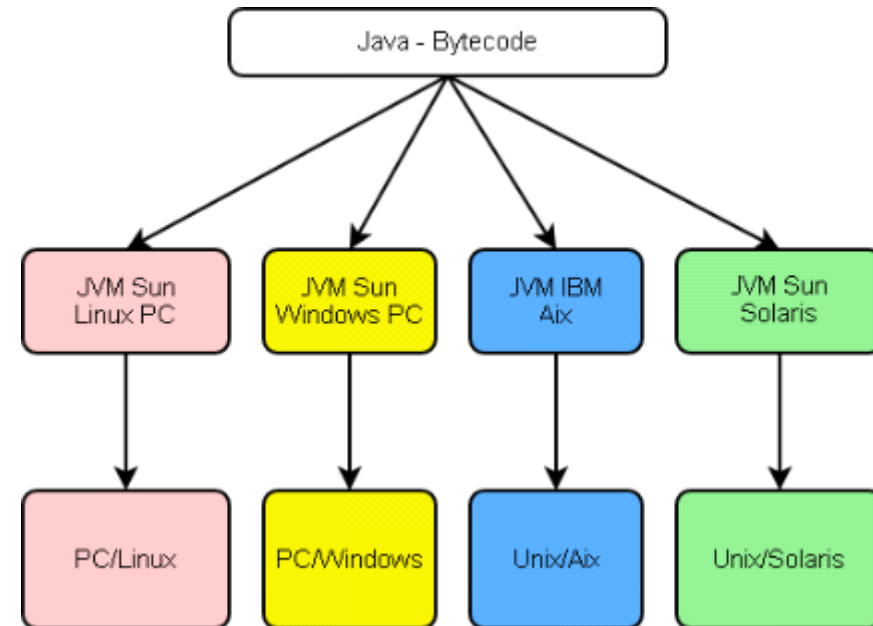 Java - Bytecode
JVM Sun
Linux PC
JVM Sun
Windows PC
JVM IBM
Aix
JVM Sun
Solaris
PC/Linux
PC/Windows
Unix/Aix
Unix/Solaris